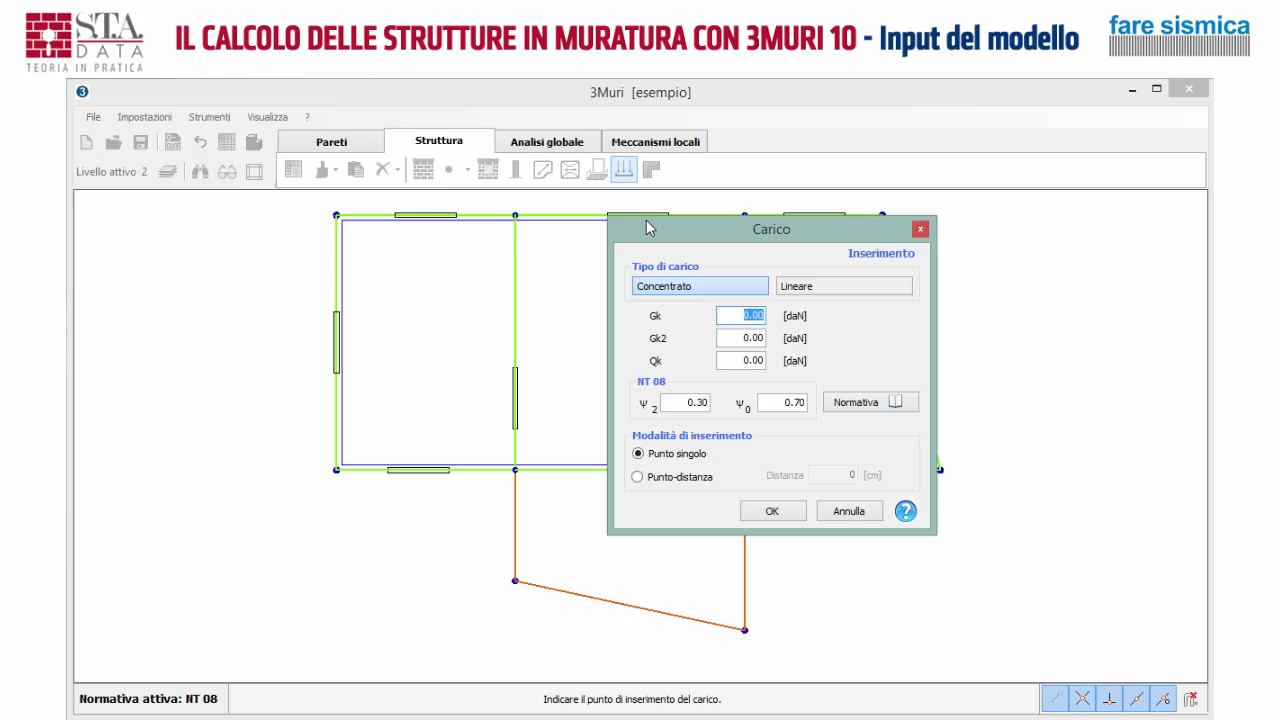 S.T.A.
DATA
TEORIA IN PRATICA
IL CALCOLO DELLE STRUTTURE IN MURATURA CON 3MURI 10 - Input del modello
fare sismica
3
3Muri [esempio]
File Impostazioni Strumenti Visualizza ?
Pareti Struttura Analisi globale Meccanismi locali
Livello attivo 2
Carico
Inserimento
Tipo di carico
Concentrato Lineare
Gk 0.00 [daN]
Gk2 0.00 [daN]
Qk 0.00 [daN]
NT 08
Ψ2 0.30 Ψ0 0.70 Normativa
Modalità di inserimento
Punto singolo
Punto-distanza Distanza 0 [cm]
OK Annulla ?
Normativa attiva: NT 08 Indicare il punto di inserimento del carico.